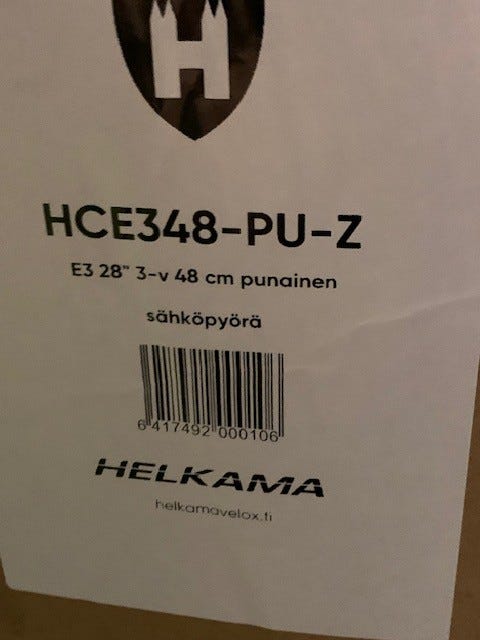 H
HCE348-PU-Z
E3 28" 3-v 48 cm punainen
sähköpyörä
6 417492 000106
HELKAMA
helkamavelox.fi